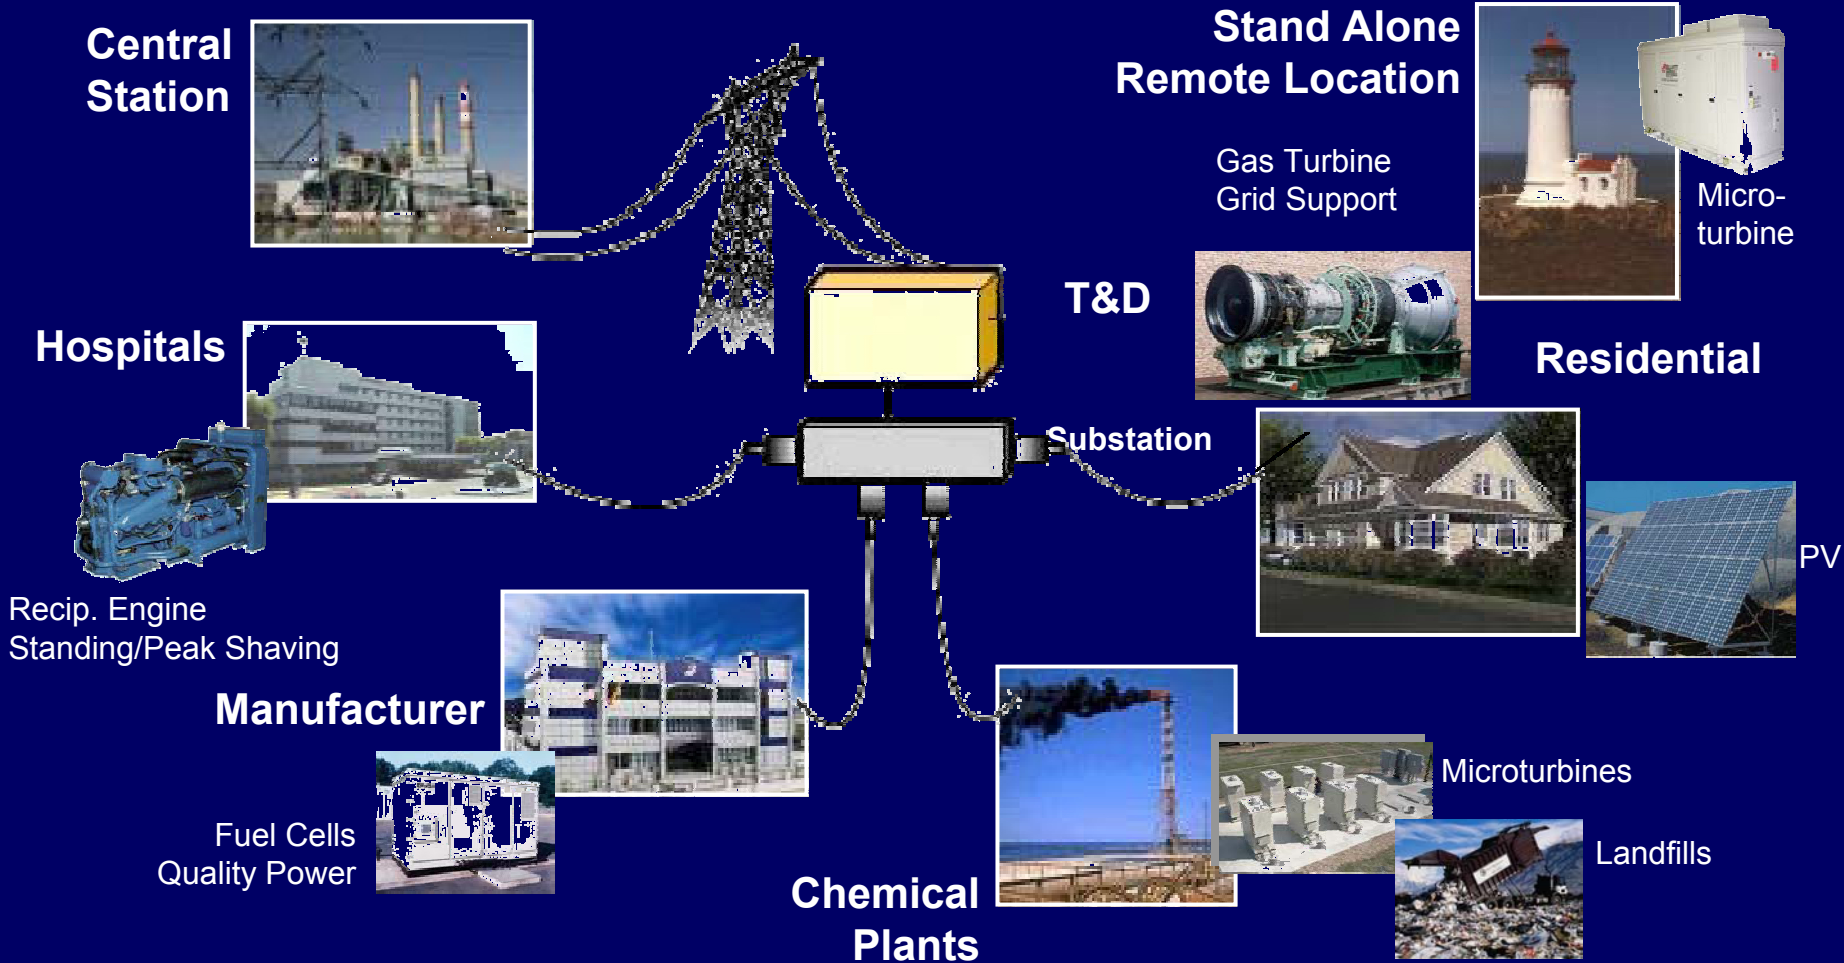 Central
Station
Stand Alone
Remote Location
Gas Turbine
Grid Support
Micro-
turbine
T&D
Hospitals
Residential
Substation
PV
Recip. Engine
Standing/Peak Shaving
Manufacturer
Microturbines
Fuel Cells
Quality Power
Landfills
Chemical
Plants